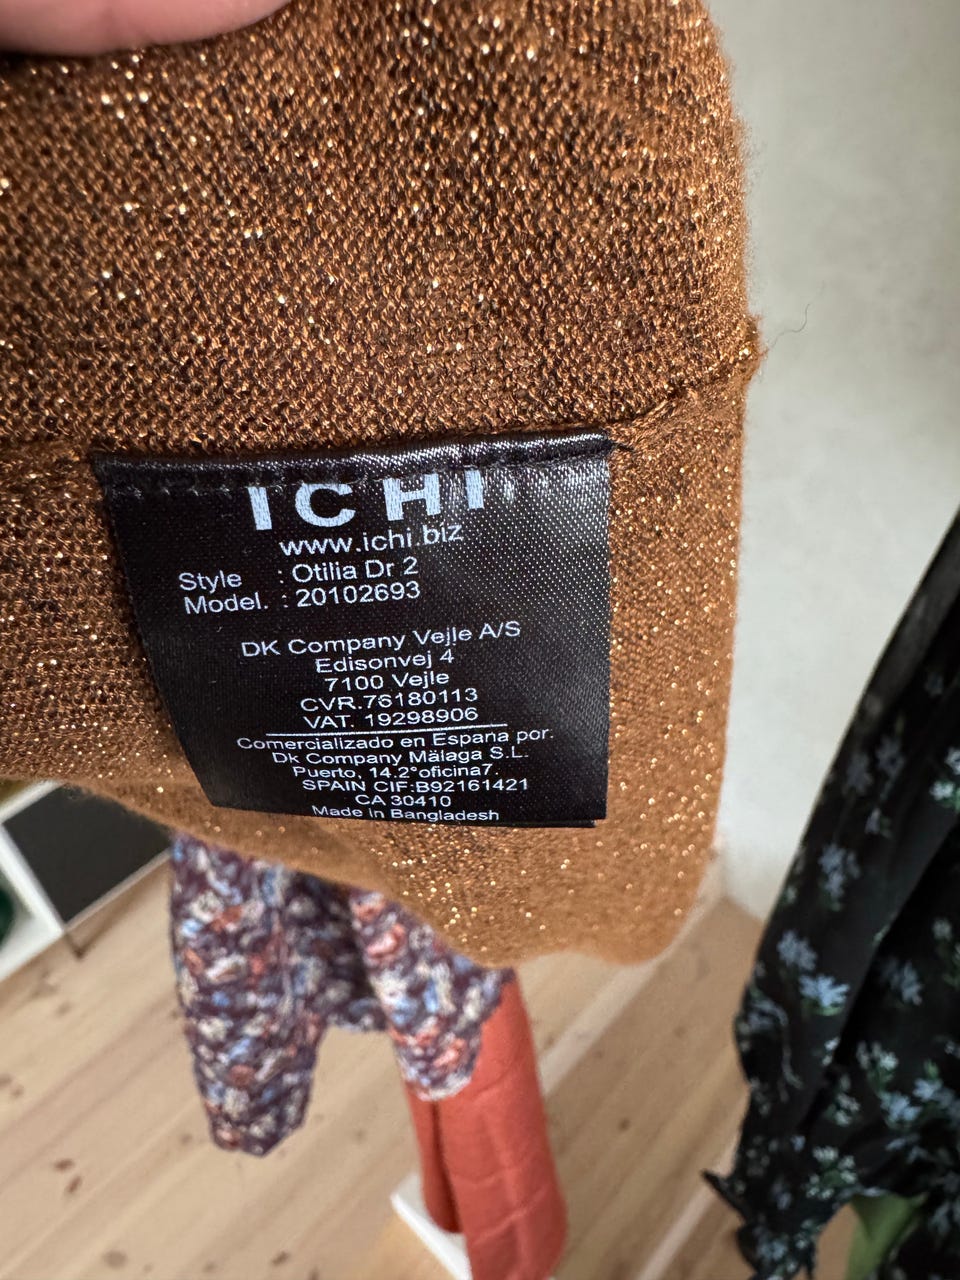 ICHI
www.ichi.biz
Style : Otilia Dr 2
Model. : 20102693
DK Company Vejle A/S
Edisonvej 4
7100 Vejle
CVR.76180113
VAT. 19298906
Comercializado en Espana por.
Dk Company Mälaga S.L.
Puerto, 14.2°oficina7.
SPAIN CIF:B92161421
CA 30410
Made in Bangladesh